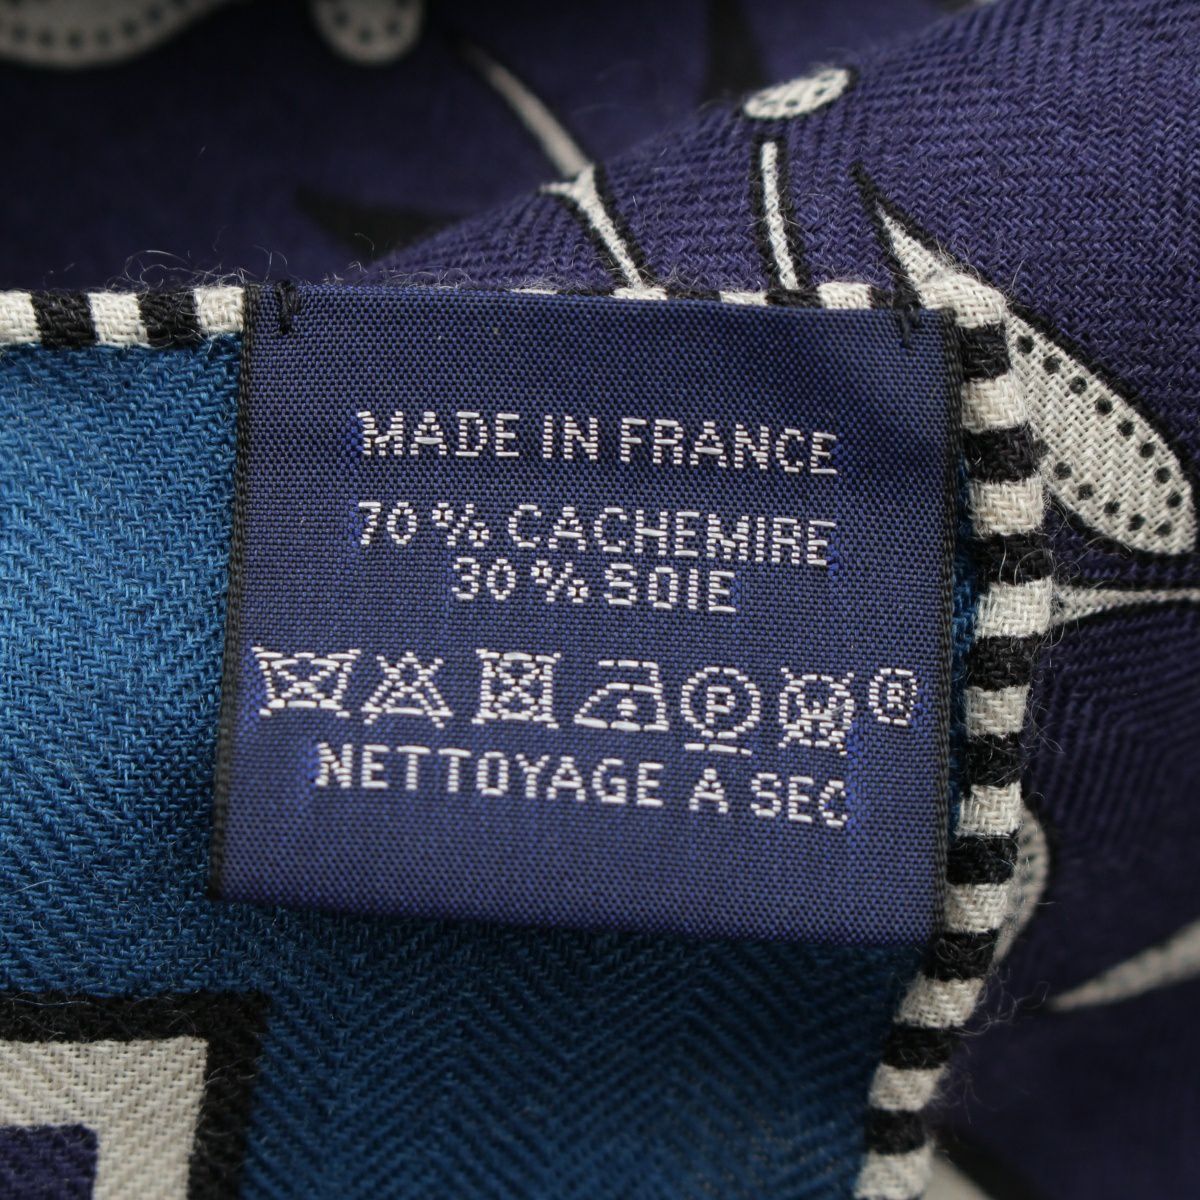 MADE IN FRANCE
70 % CACHEMIRE
30 % SOIE
P ®
NETTOYAGE A SEC